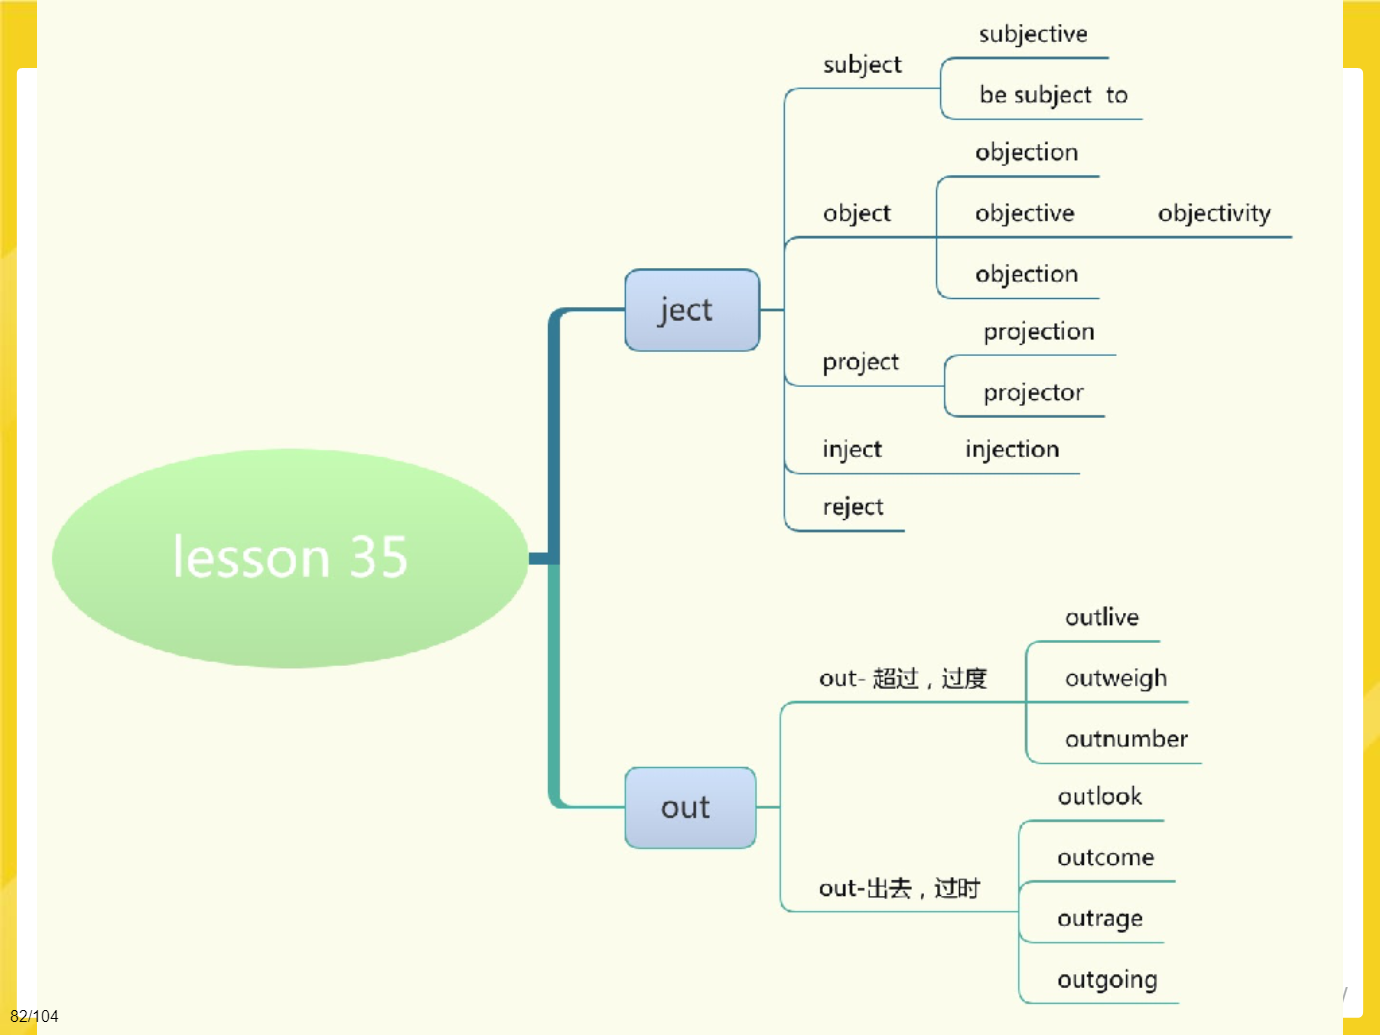 lesson 35
ject
subject
subjective
be subject to
object
objection
objective
objectivity
objection
project
projection
projector
inject
injection
reject
out
out- 超过，过度
outlive
outweigh
outnumber
out-出去，过时
outlook
outcome
outrage
outgoing
82/104